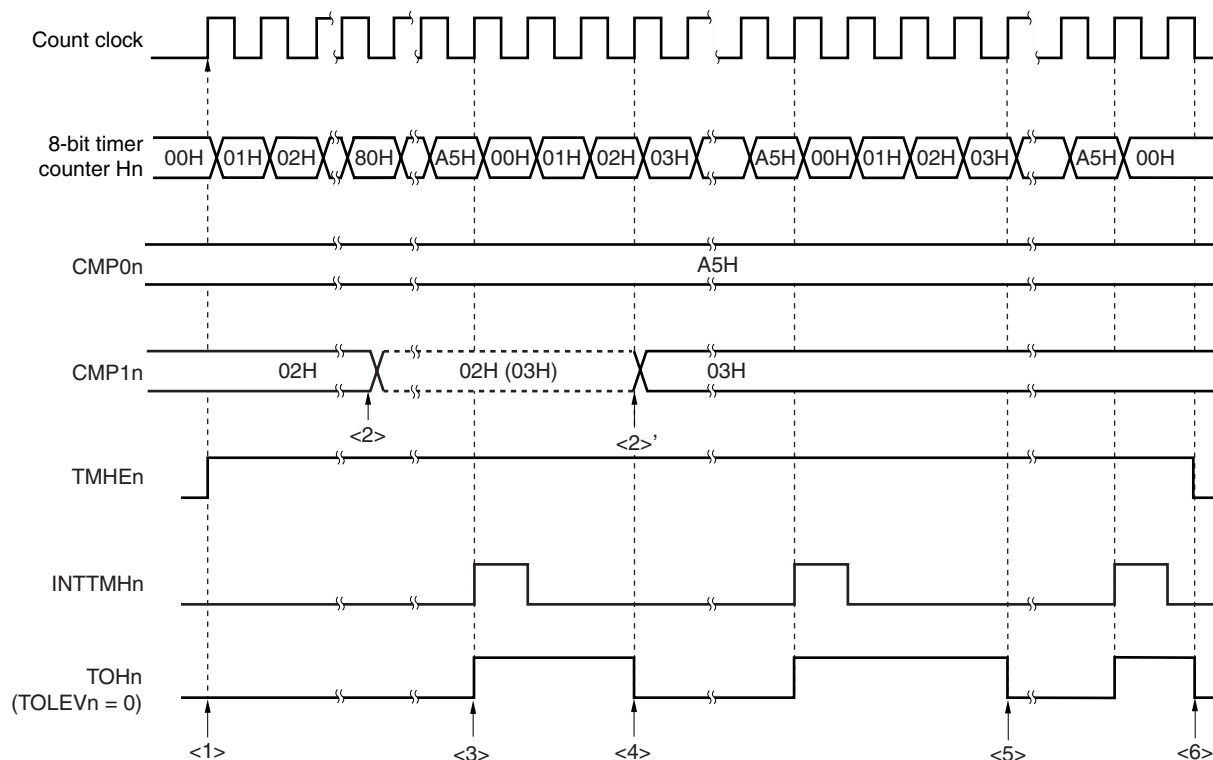 Count clock
8-bit timer
counter Hn
00H 01H 02H 80H A5H 00H 01H 02H 03H A5H 00H 01H 02H 03H A5H 00H
CMP0n
A5H
CMP1n
02H 02H (03H) 03H
<2> <2>’
TMHEn
INTTMHn
TOHn
(TOLEVn = 0)
<1> <3> <4> <5> <6>